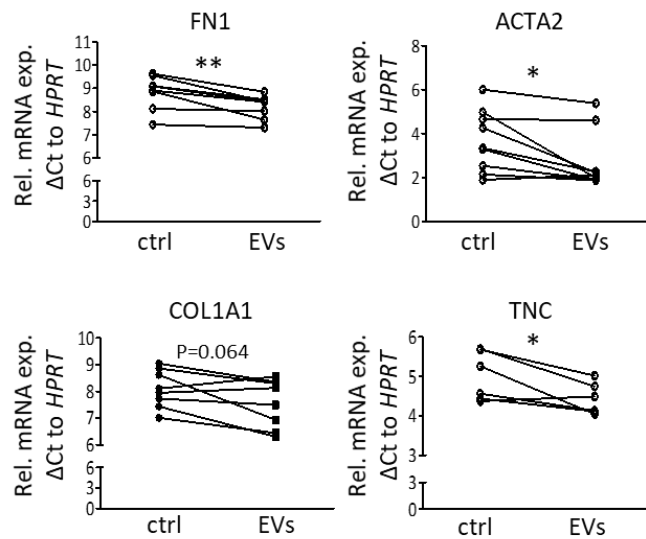 FN1
**
Rel. mRNA exp.
ΔCt to HPRT
11
10
9
8
7
6
6
3
0
ctrl
EVs
ACTA2
*
Rel. mRNA exp.
ΔCt to HPRT
8
6
4
2
0
ctrl
EVs
COL1A1
P=0.064
Rel. mRNA exp.
ΔCt to HPRT
10
9
8
7
6
6
3
0
ctrl
EVs
TNC
*
Rel. mRNA exp.
ΔCt to HPRT
6
5
4
3
3
0
ctrl
EVs